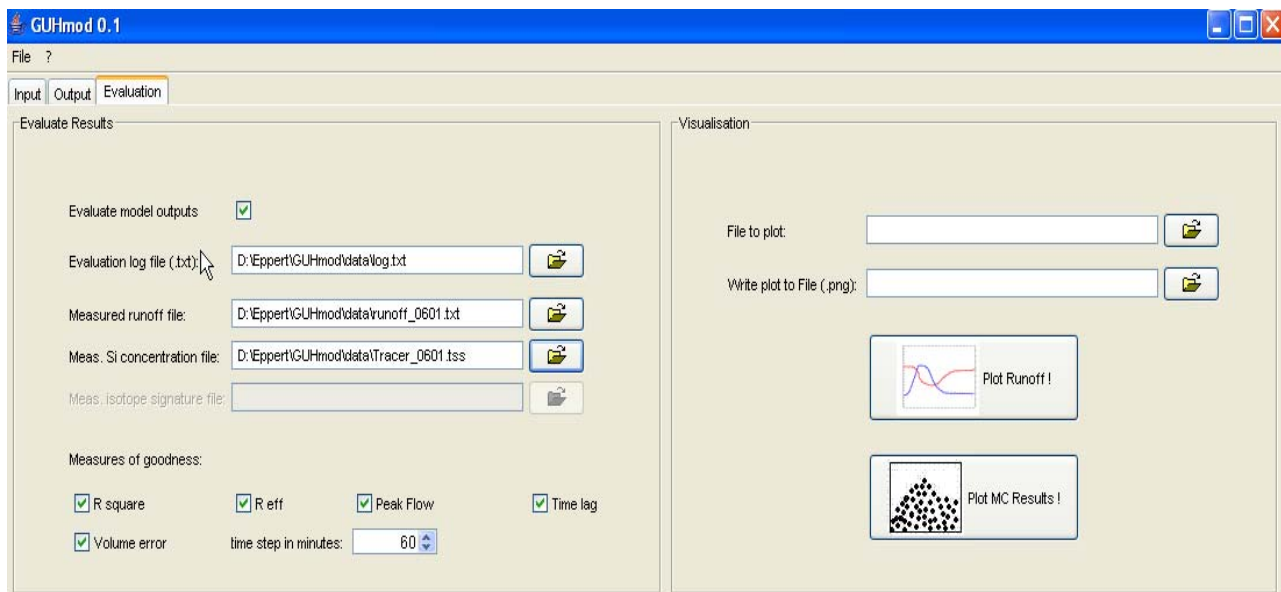 GUHmod 0.1
File ?
Input Output Evaluation
Evaluate Results
Evaluate model outputs
Evaluation log file (.txt): D:\Eppert\GUHmod\data\log.txt
Measured runoff file: D:\Eppert\GUHmod\data\runoff_0601.txt
Meas. Si concentration file: D:\Eppert\GUHmod\data\Tracer_0601.tss
Meas. isotope signature file:
Measures of goodness:
R square R eff Peak Flow Time lag
Volume error time step in minutes: 60
Visualisation
File to plot:
Write plot to File (.png):
Plot Runoff !
Plot MC Results !